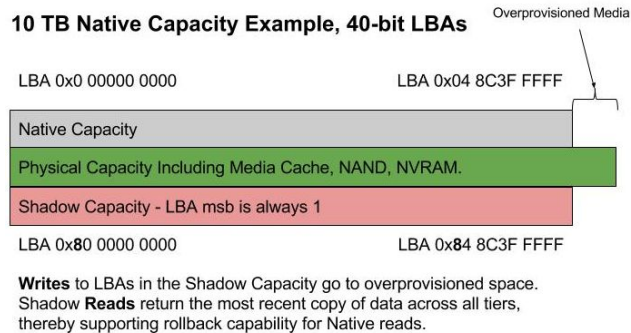 10 TB Native Capacity Example, 40-bit LBAs
Overprovisioned Media
LBA 0x0 00000 0000
LBA 0x04 8C3F FFFF
Native Capacity
Physical Capacity Including Media Cache, NAND, NVRAM.
Shadow Capacity - LBA msb is always 1
LBA 0x80 0000 0000
LBA 0x84 8C3F FFFF
Writes to LBAs in the Shadow Capacity go to overprovisioned space.
Shadow Reads return the most recent copy of data across all tiers,
thereby supporting rollback capability for Native reads.